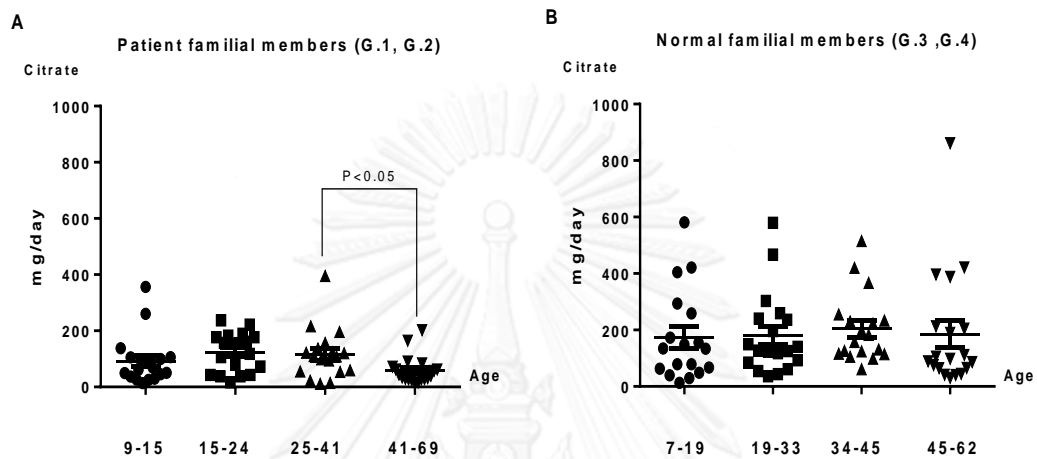 A
Patient familial members (G.1, G.2)
Citrate
1000
800
600
400
200
0
mg/day
P<0.05
Age
9-15 15-24 25-41 41-69
B
Normal familial members (G.3 ,G.4)
Citrate
1000
800
600
400
200
0
mg/day
Age
7-19 19-33 34-45 45-62